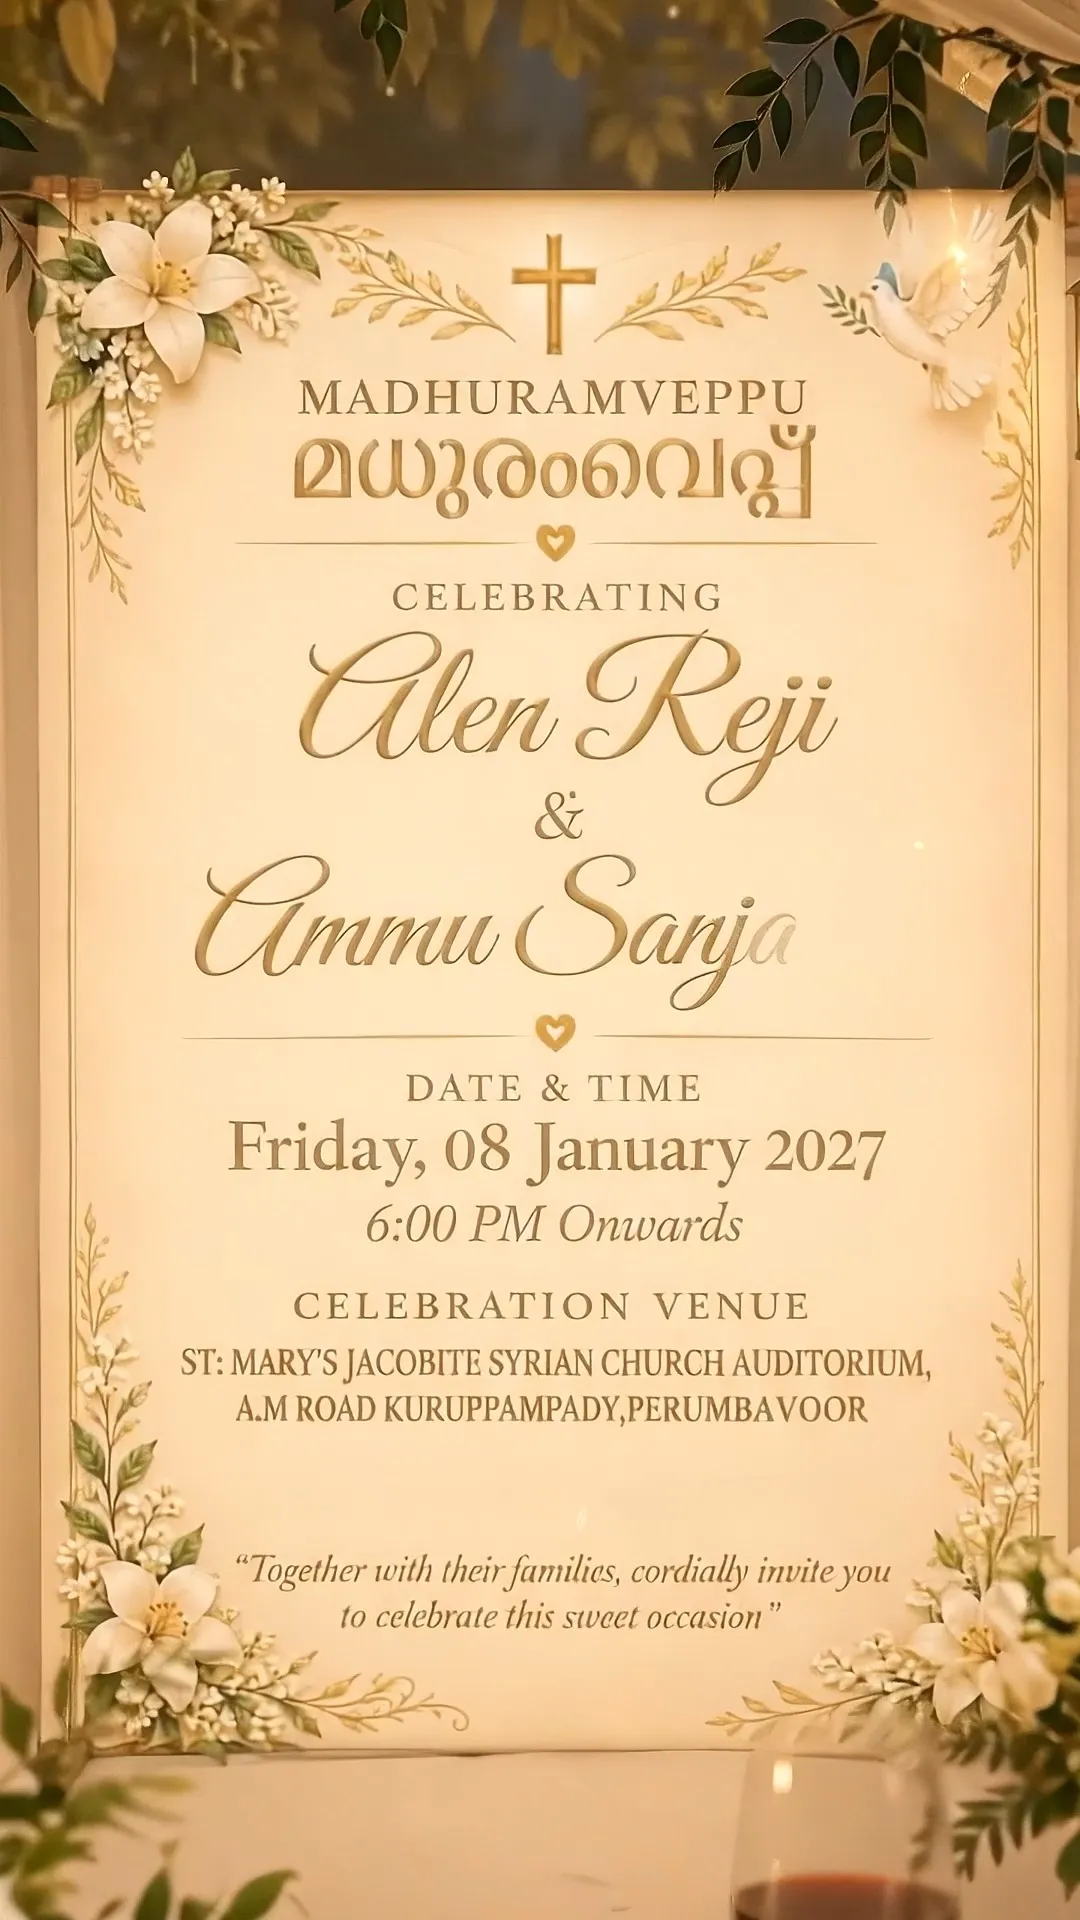 MADHURAMVEPPU
മധുരംവെപ്പ്
CELEBRATING
Alen Reji
&
Ammu Sanja
DATE & TIME
Friday, 08 January 2027
6:00 PM Onwards
CELEBRATION VENUE
ST: MARY'S JACOBITE SYRIAN CHURCH AUDITORIUM,
A.M ROAD KURUPPAMPADY,PERUMBAVOOR
“Together with their families, cordially invite you
to celebrate this sweet occasion”